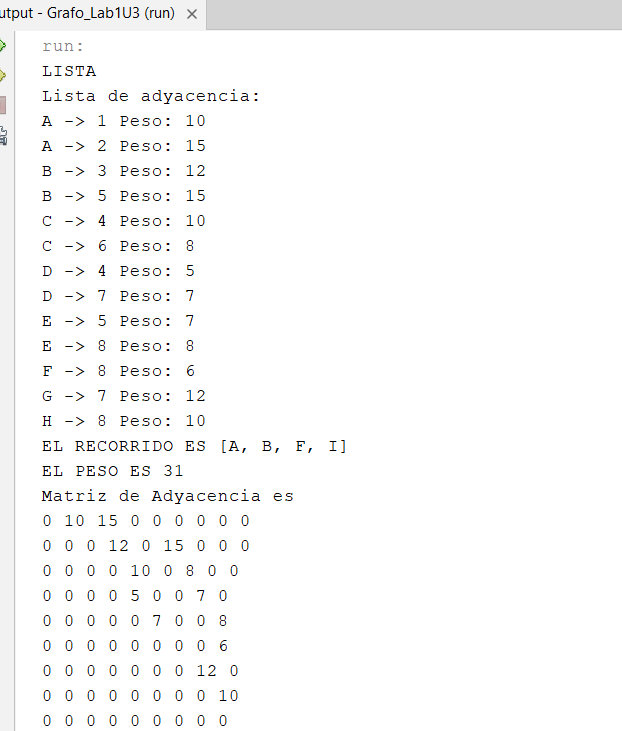 utput - Grafo_Lab1U3 (run) ×
run:
LISTA
Lista de adyacencia:
A -> 1 Peso: 10
A -> 2 Peso: 15
B -> 3 Peso: 12
B -> 5 Peso: 15
C -> 4 Peso: 10
C -> 6 Peso: 8
D -> 4 Peso: 5
D -> 7 Peso: 7
E -> 5 Peso: 7
E -> 8 Peso: 8
F -> 8 Peso: 6
G -> 7 Peso: 12
H -> 8 Peso: 10
EL RECORRIDO ES [A, B, F, I]
EL PESO ES 31
Matriz de Adyacencia es
0 10 15 0 0 0 0 0 0
0 0 0 12 0 15 0 0 0
0 0 0 0 10 0 8 0 0
0 0 0 0 5 0 0 7 0
0 0 0 0 0 7 0 0 8
0 0 0 0 0 0 0 0 6
0 0 0 0 0 0 0 12 0
0 0 0 0 0 0 0 0 10
0 0 0 0 0 0 0 0 0